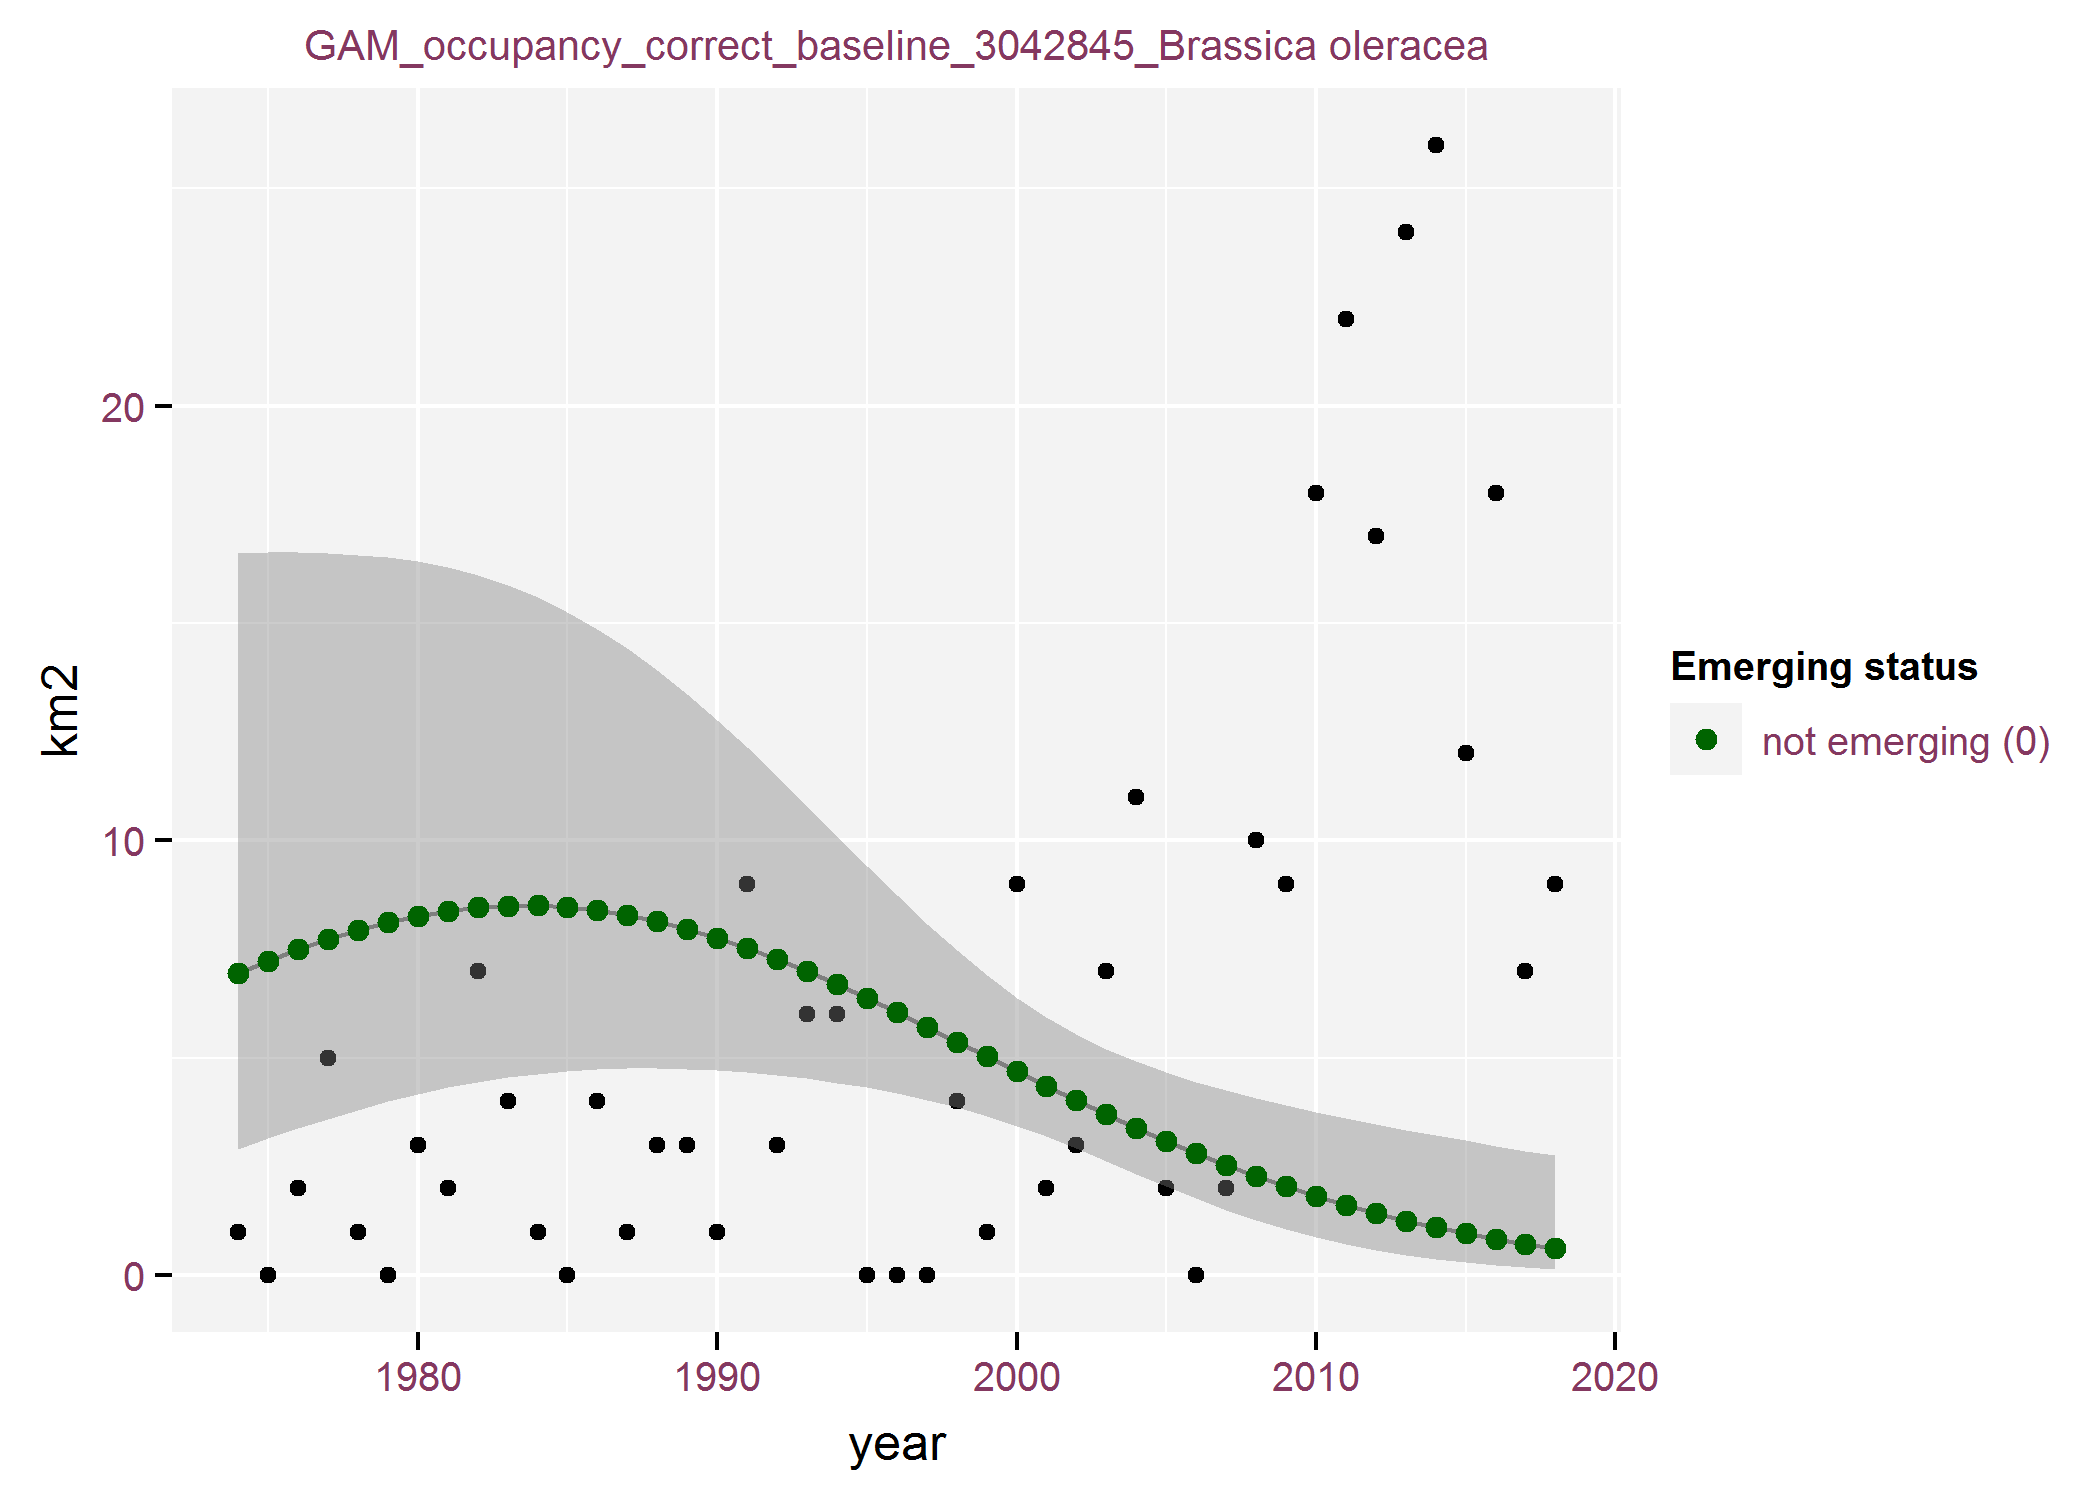 GAM_occupancy_correct_baseline_3042845_Brassica oleracea
20
10
0
km2
1980 1990 2000 2010 2020
year
Emerging status
not emerging (0)